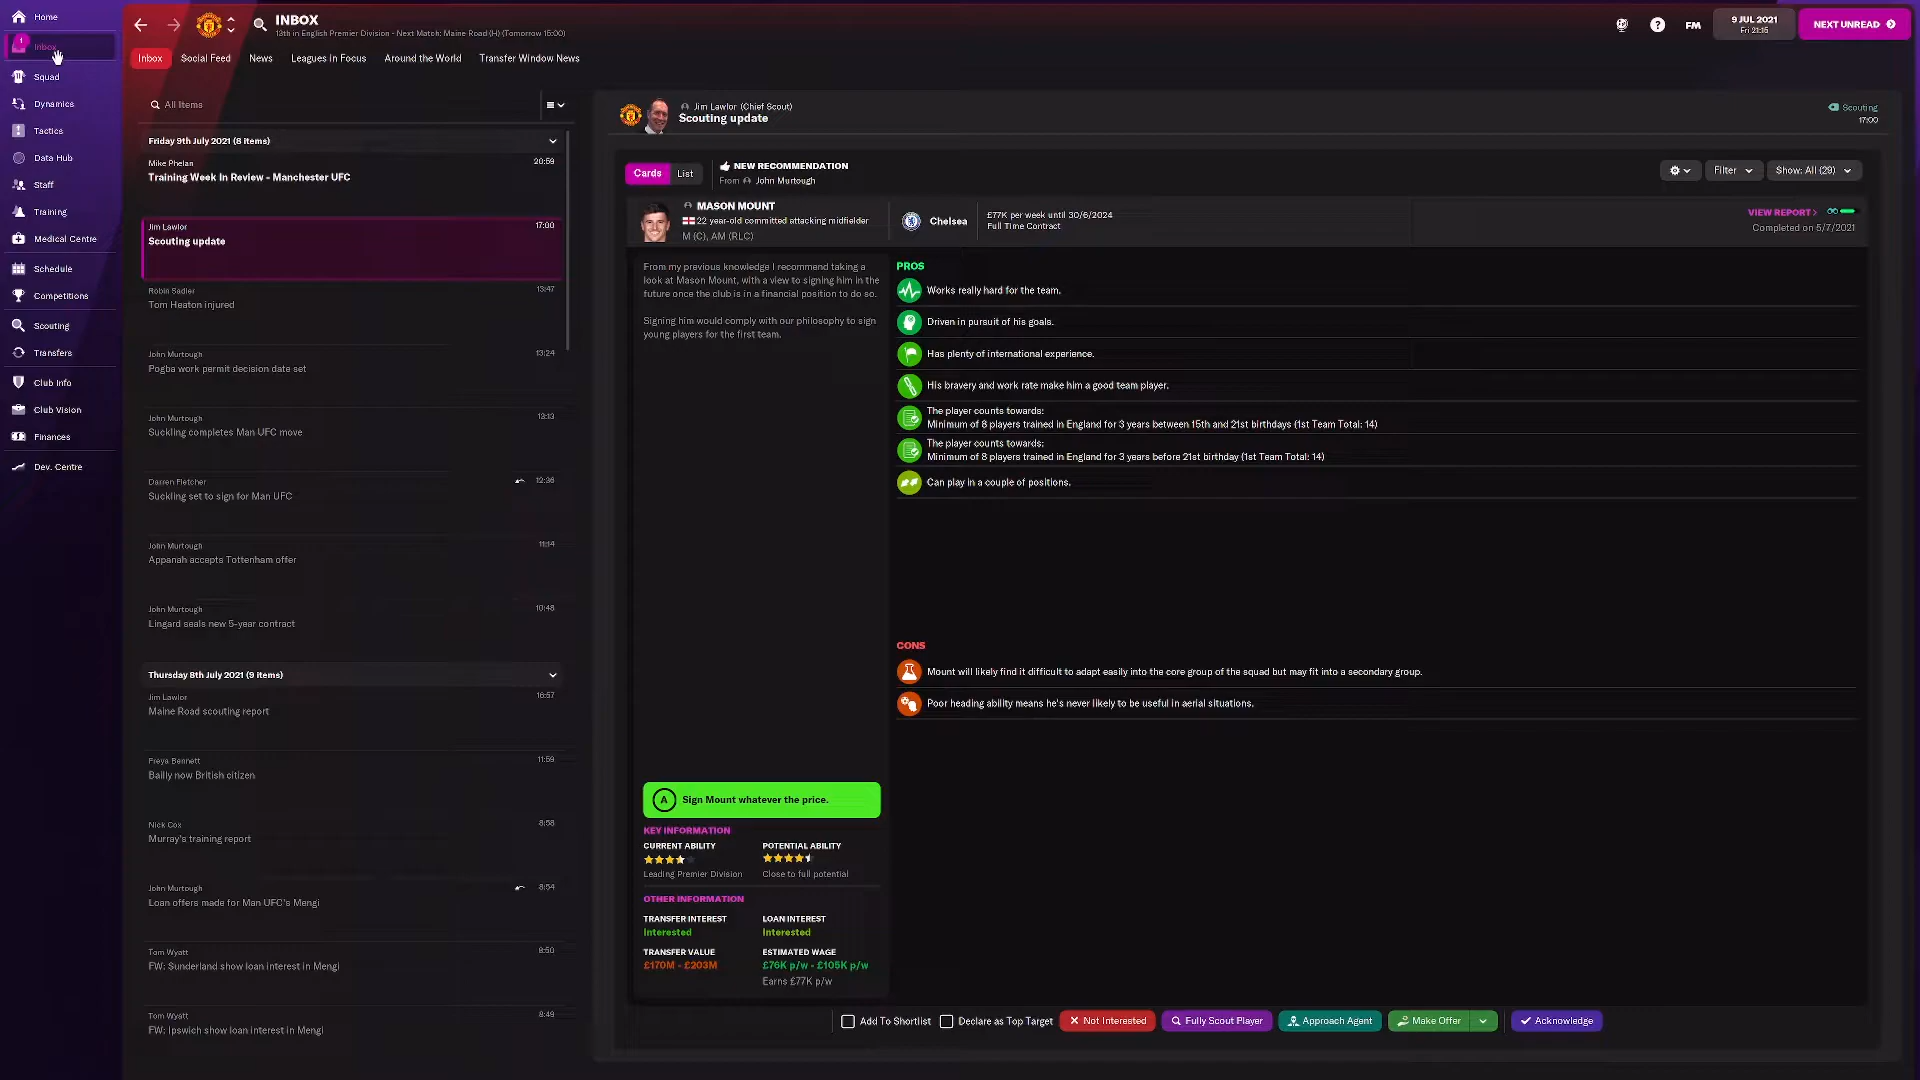 Home
1
Inbox
Squad
Dynamics
Tactics
Data Hub
Staff
Training
Medical Centre
Schedule
Competitions
Scouting
Transfers
Club Info
Club Vision
Finances
Dev. Centre
INBOX
13th in English Premier Division - Next Match: Maine Road (H) (Tomorrow 15:00)
?
FM
9 JUL 2021
Fri 21:15
NEXT UNREAD
Inbox
Social Feed
News
Leagues In Focus
Around the World
Transfer Window News
All Items
Friday 9th July 2021 (8 items)
Mike Phelan
20:59
Training Week In Review - Manchester UFC
Jim Lawlor
17:00
Scouting update
Robin Sadler
13:47
Tom Heaton injured
John Murtough
13:24
Pogba work permit decision date set
John Murtough
13:13
Suckling completes Man UFC move
Darren Fletcher
12:36
Suckling set to sign for Man UFC
John Murtough
11:14
Appanah accepts Tottenham offer
John Murtough
10:48
Lingard seals new 5-year contract
Thursday 8th July 2021 (9 items)
Jim Lawlor
16:57
Maine Road scouting report
Freya Bennett
11:59
Bailly now British citizen
Nick Cox
8:58
Murray's training report
John Murtough
8:54
Loan offers made for Man UFC's Mengi
Tom Wyatt
8:50
FW: Sunderland show loan interest in Mengi
Tom Wyatt
8:49
FW: Ipswich show loan interest in Mengi
Jim Lawlor (Chief Scout)
Scouting update
Scouting
17:00
Cards
List
NEW RECOMMENDATION
From John Murtough
Filter
Show: All (29)
MASON MOUNT
22 year-old committed attacking midfielder
M (C), AM (RLC)
Chelsea
£77K per week until 30/6/2024
Full Time Contract
VIEW REPORT >
Completed on 5/7/2021
From my previous knowledge I recommend taking a
look at Mason Mount, with a view to signing him in the
future once the club is in a financial position to do so.
Signing him would comply with our philosophy to sign
young players for the first team.
PROS
Works really hard for the team.
Driven in pursuit of his goals.
Has plenty of international experience.
His bravery and work rate make him a good team player.
The player counts towards:
Minimum of 8 players trained in England for 3 years between 15th and 21st birthdays (1st Team Total: 14)
The player counts towards:
Minimum of 8 players trained in England for 3 years before 21st birthday (1st Team Total: 14)
Can play in a couple of positions.
CONS
Mount will likely find it difficult to adapt easily into the core group of the squad but may fit into a secondary group.
Poor heading ability means he's never likely to be useful in aerial situations.
A
Sign Mount whatever the price.
KEY INFORMATION
CURRENT ABILITY
POTENTIAL ABILITY
Leading Premier Division
Close to full potential
OTHER INFORMATION
TRANSFER INTEREST
LOAN INTEREST
Interested
Interested
TRANSFER VALUE
ESTIMATED WAGE
£170M - £203M
£76K p/w - £105K p/w
Earns £77K p/w
Add To Shortlist
Declare as Top Target
Not Interested
Fully Scout Player
Approach Agent
Make Offer
Acknowledge